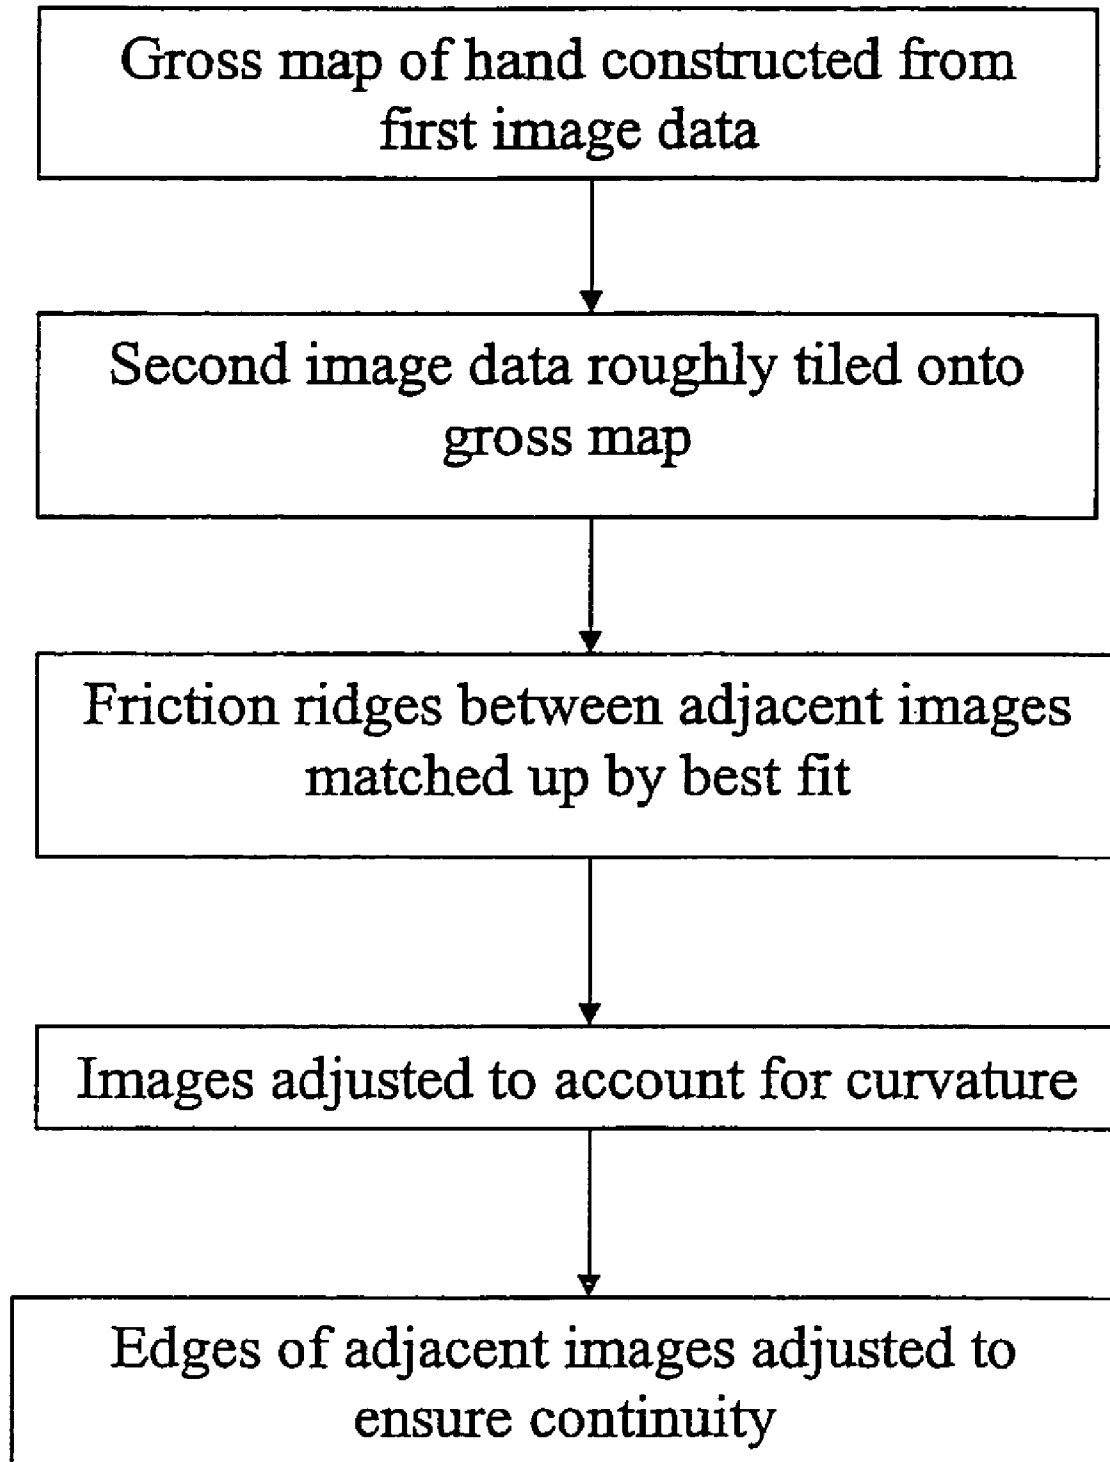 Gross map of hand constructed from
first image data
Second image data roughly tiled onto
gross map
Friction ridges between adjacent images
matched up by best fit
Images adjusted to account for curvature
Edges of adjacent images adjusted to
ensure continuity